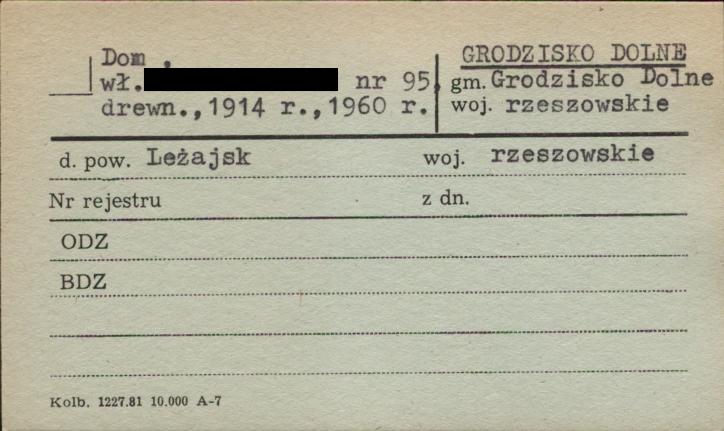 Dom ,
wł. nr 95,
drewn.,1914 r.,1960 r.
GRODZISKO DOLNE
gm. Grodzisko Dolne
woj. rzeszowskie
d. pow. Leżajsk woj. rzeszowskie
Nr rejestru z dn.
ODZ
BDZ
Kolb. 1227.81 10.000 A-7